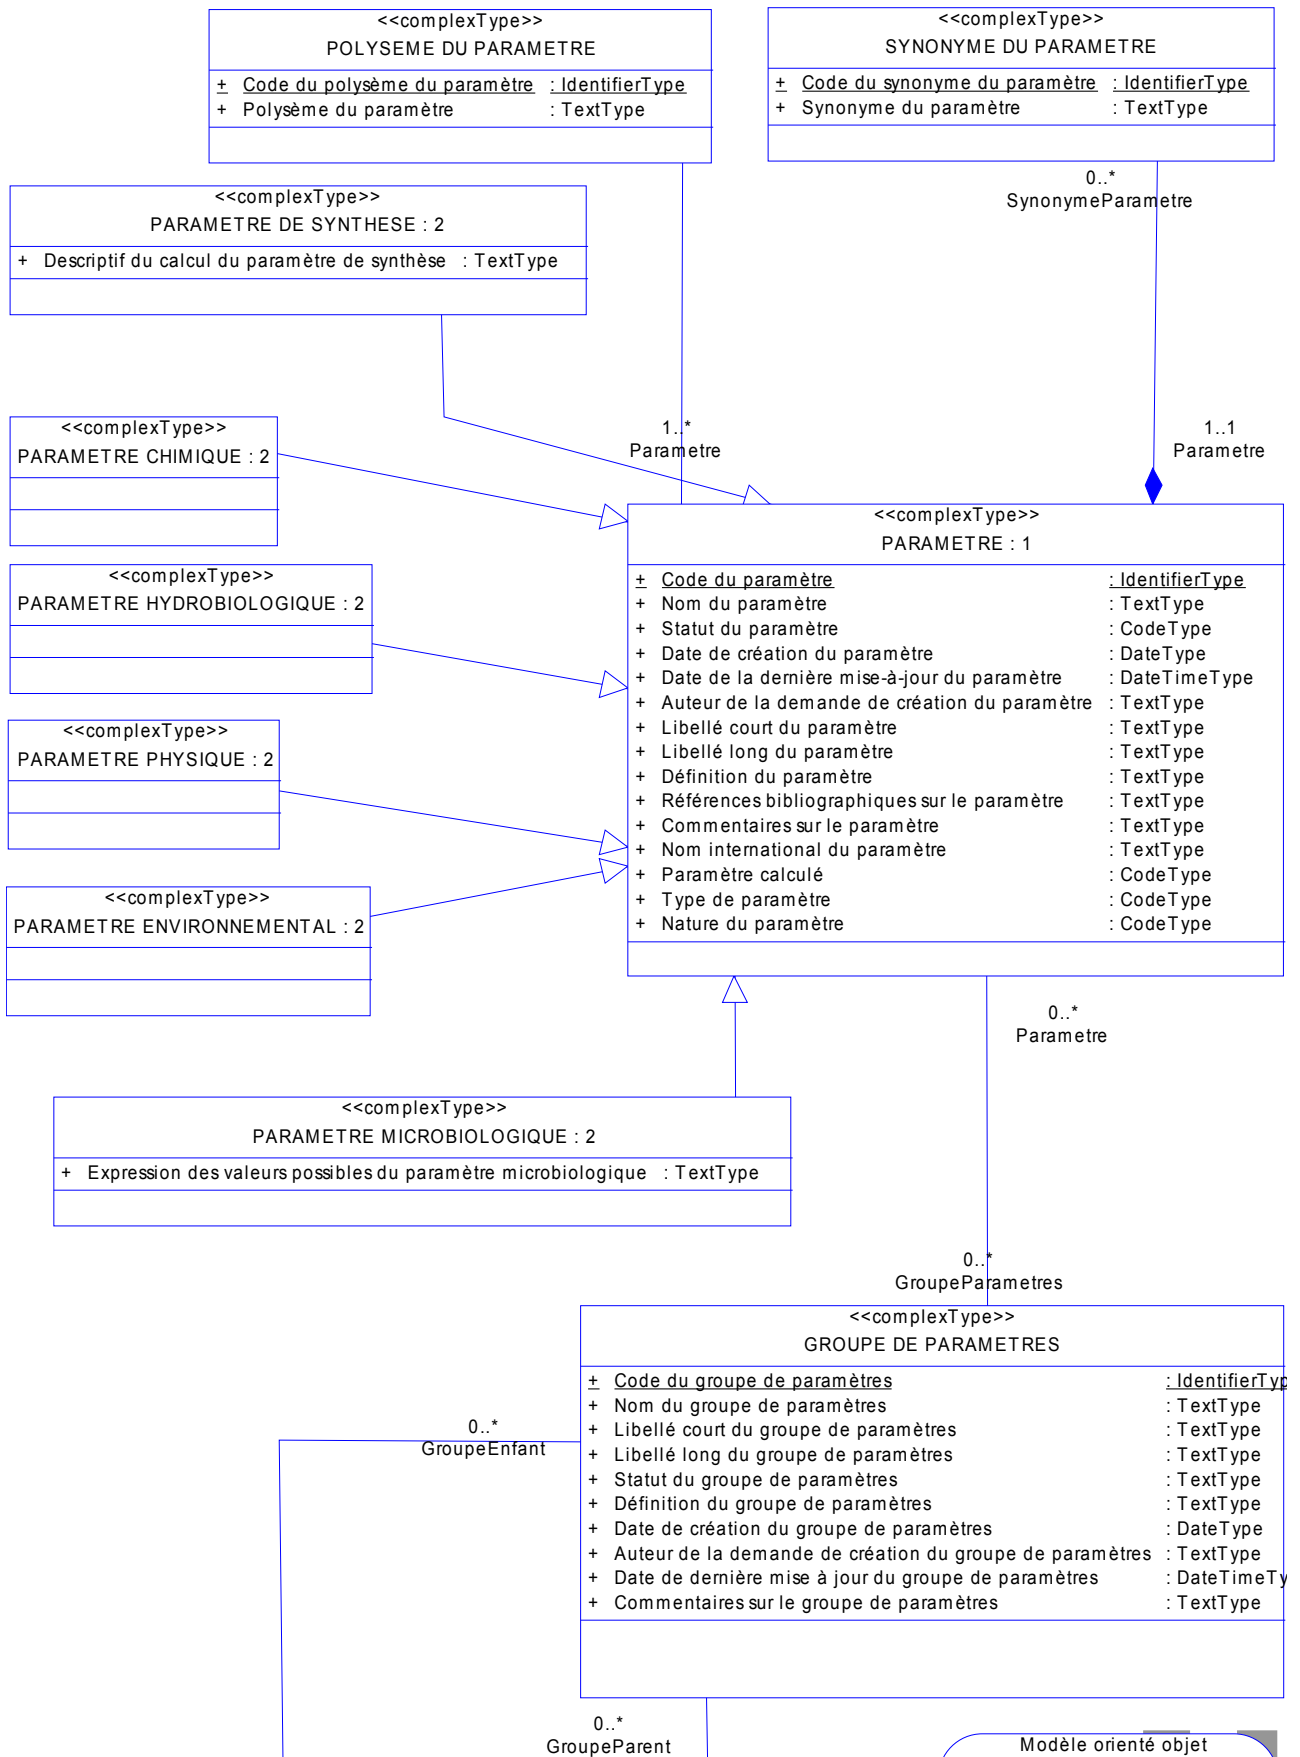 <<complexType>>
POLYSEME DU PARAMETRE
+ Code du polysème du paramètre : IdentifierType
+ Polysème du paramètre : TextType
<<complexType>>
SYNONYME DU PARAMETRE
+ Code du synonyme du paramètre : IdentifierType
+ Synonyme du paramètre : TextType
0..*
SynonymeParametre
<<complexType>>
PARAMETRE DE SYNTHESE : 2
+ Descriptif du calcul du paramètre de synthèse : TextType
1..*
Parametre
1..1
Parametre
<<complexType>>
PARAMETRE CHIMIQUE : 2
<<complexType>>
PARAMETRE HYDROBIOLOGIQUE : 2
<<complexType>>
PARAMETRE PHYSIQUE : 2
<<complexType>>
PARAMETRE ENVIRONNEMENTAL : 2
<<complexType>>
PARAMETRE : 1
+ Code du paramètre : IdentifierType
+ Nom du paramètre : TextType
+ Statut du paramètre : CodeType
+ Date de création du paramètre : DateType
+ Date de la dernière mise-à-jour du paramètre : DateTimeType
+ Auteur de la demande de création du paramètre : TextType
+ Libellé court du paramètre : TextType
+ Libellé long du paramètre : TextType
+ Définition du paramètre : TextType
+ Références bibliographiques sur le paramètre : TextType
+ Commentaires sur le paramètre : TextType
+ Nom international du paramètre : TextType
+ Paramètre calculé : CodeType
+ Type de paramètre : CodeType
+ Nature du paramètre : CodeType
0..*
Parametre
<<complexType>>
PARAMETRE MICROBIOLOGIQUE : 2
+ Expression des valeurs possibles du paramètre microbiologique : TextType
0..*
GroupeParametres
<<complexType>>
GROUPE DE PARAMETRES
+ Code du groupe de paramètres : IdentifierTyp
+ Nom du groupe de paramètres : TextType
+ Libellé court du groupe de paramètres : TextType
+ Libellé long du groupe de paramètres : TextType
+ Statut du groupe de paramètres : TextType
+ Définition du groupe de paramètres : TextType
+ Date de création du groupe de paramètres : DateType
+ Auteur de la demande de création du groupe de paramètres : TextType
+ Date de dernière mise à jour du groupe de paramètres : DateTimeTy
+ Commentaires sur le groupe de paramètres : TextType
0..*
GroupeEnfant
0..*
GroupeParent
Modèle orienté objet